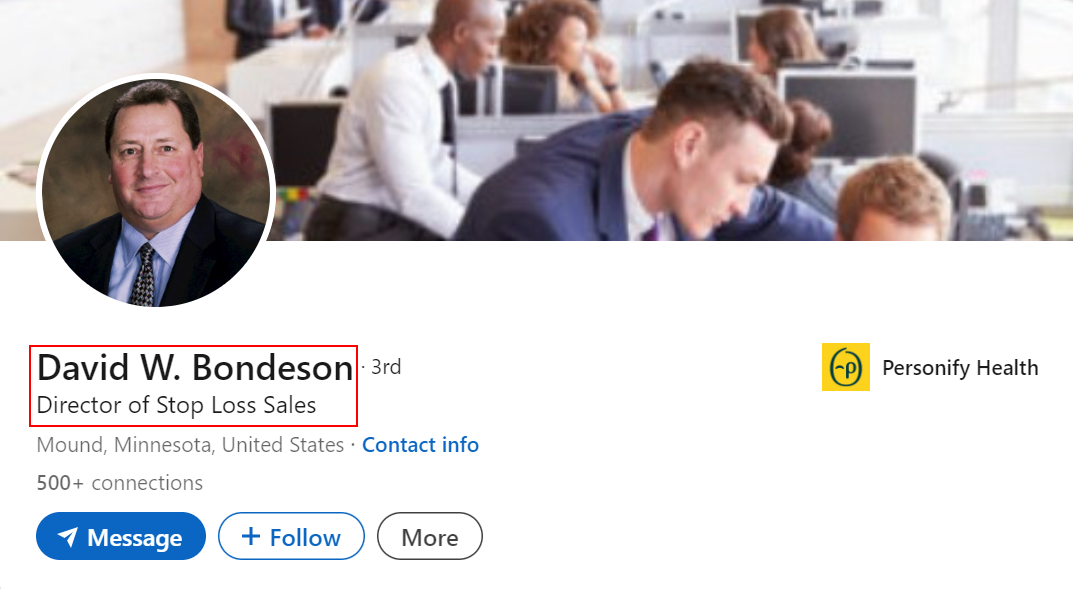 David W. Bondeson · 3rd
Director of Stop Loss Sales
Personify Health
Mound, Minnesota, United States · Contact info
500+ connections
Message
+ Follow
More